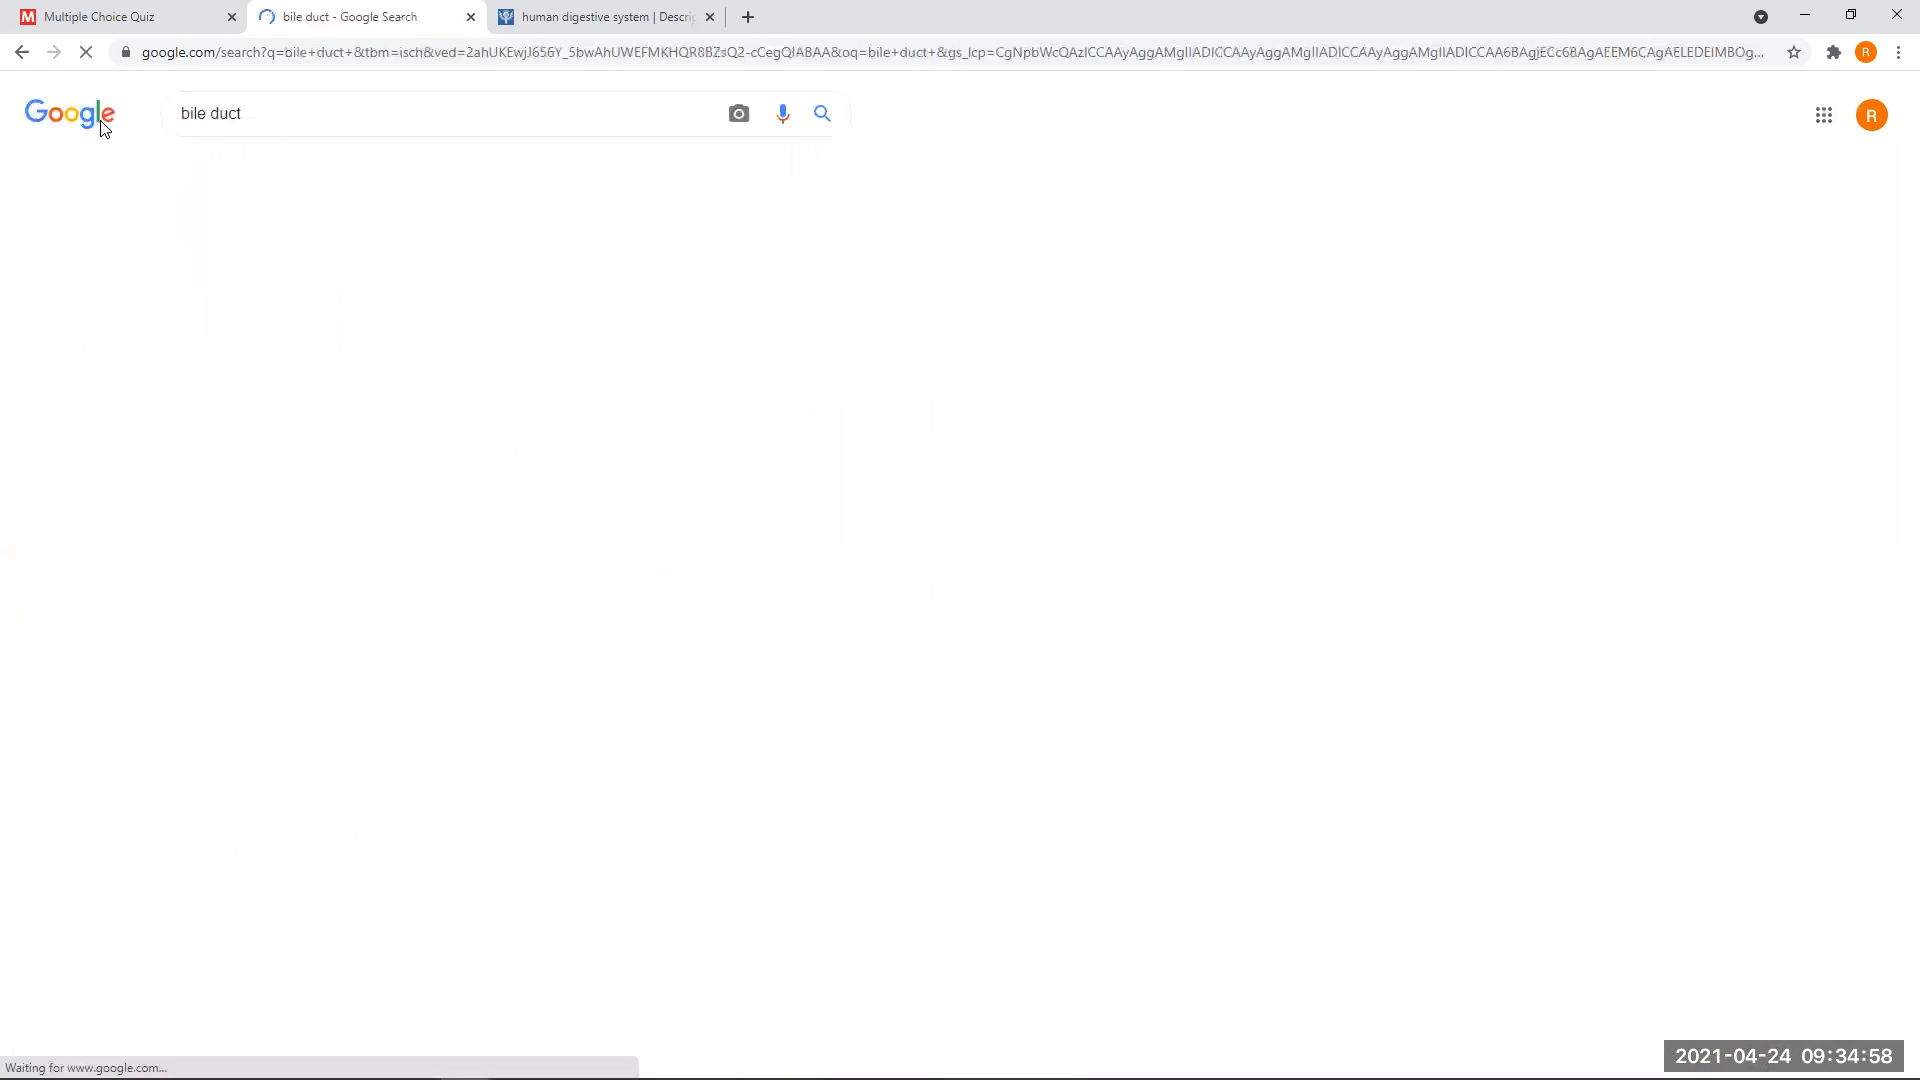 Multiple Choice Quiz
bile duct - Google Search
human digestive system | Descri
google.com/search?q=bile+duct+&tbm=isch&ved=2ahUKEwjJ656Y_5bwAhUWEFMKHQR8BZsQ2-cCegQIABAA&oq=bile+duct+&gs_lcp=CgNpbWcQAzICCAAyAggAMgIIADICCAAyAggAMgIIADICCAAyAggAMgIIADICCAA6BAgjECc6BAgAEEM6CAgAELEDEIMBOg...
R
Google
bile duct
R
Waiting for www.google.com...
2021-04-24 09:34:58